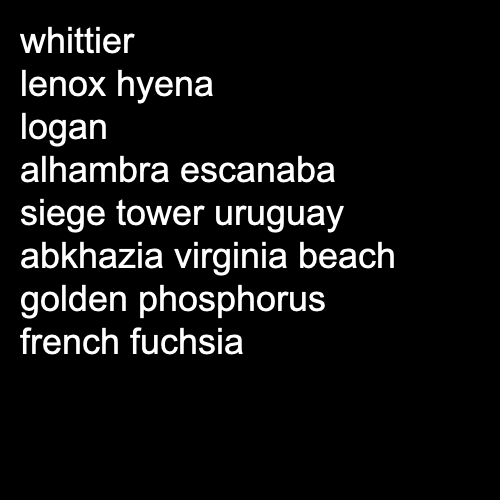 whittier
lenox hyena
logan
alhambra escanaba
siege tower uruguay
abkhazia virginia beach
golden phosphorus
french fuchsia